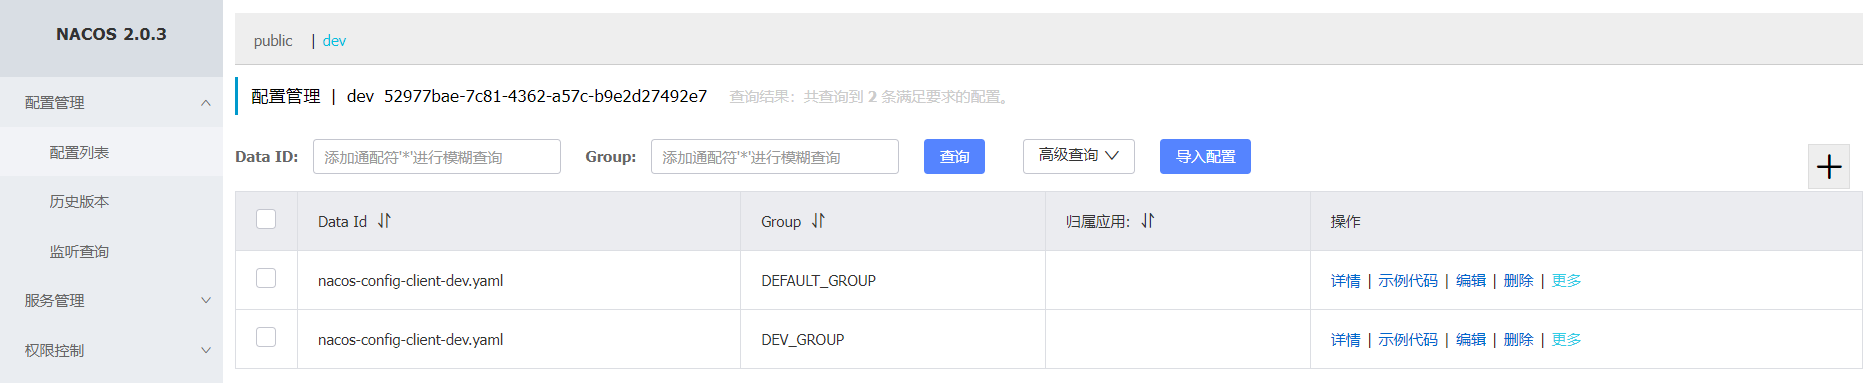 NACOS 2.0.3
public | dev
配置管理
配置管理 | dev 52977bae-7c81-4362-a57c-b9e2d27492e7 查询结果：共查询到 2 条满足要求的配置。
配置列表
Data ID: 添加通配符'*'进行模糊查询 Group: 添加通配符'*'进行模糊查询 查询 高级查询 导入配置
历史版本
Data Id Group 归属应用: 操作
监听查询
nacos-config-client-dev.yaml DEFAULT_GROUP 详情 | 示例代码 | 编辑 | 删除 | 更多
服务管理
nacos-config-client-dev.yaml DEV_GROUP 详情 | 示例代码 | 编辑 | 删除 | 更多
权限控制